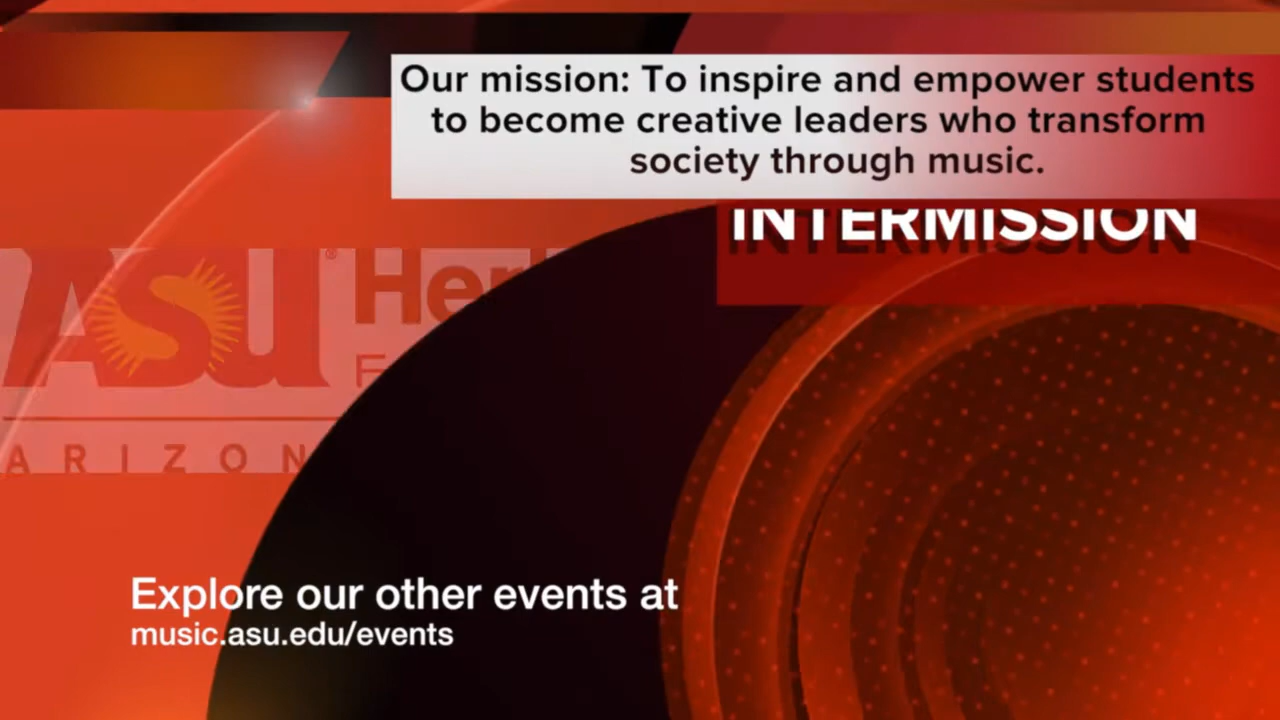 Our mission: To inspire and empower students
to become creative leaders who transform
society through music.
INTERMISSION
ASU
Explore our other events at
music.asu.edu/events